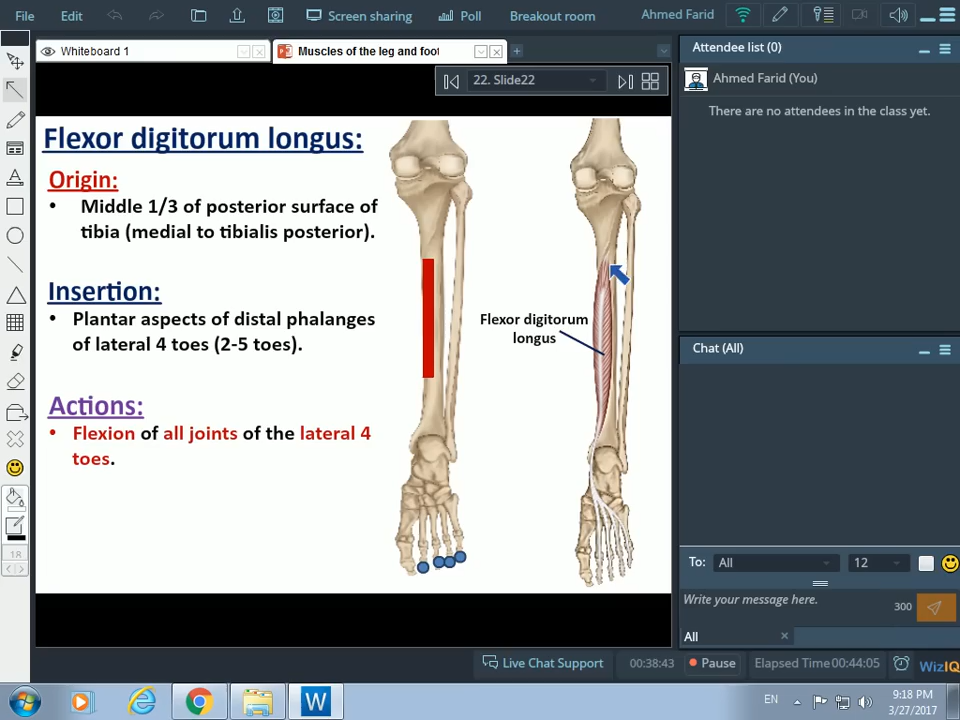 File
Edit
Screen sharing
Poll
Breakout room
Ahmed Farid
Whiteboard 1
Muscles of the leg and foot
22. Slide22
Attendee list (0)
Ahmed Farid (You)
There are no attendees in the class yet.
Flexor digitorum longus:
Origin:
• Middle 1/3 of posterior surface of
tibia (medial to tibialis posterior).
Insertion:
• Plantar aspects of distal phalanges
of lateral 4 toes (2-5 toes).
Actions:
• Flexion of all joints of the lateral 4
toes.
Flexor digitorum
longus
18
Chat (All)
To:
All
12
Write your message here.
300
All
Live Chat Support
00:38:43
Pause
Elapsed Time 00:44:05
WizIQ
EN
9:18 PM
3/27/2017